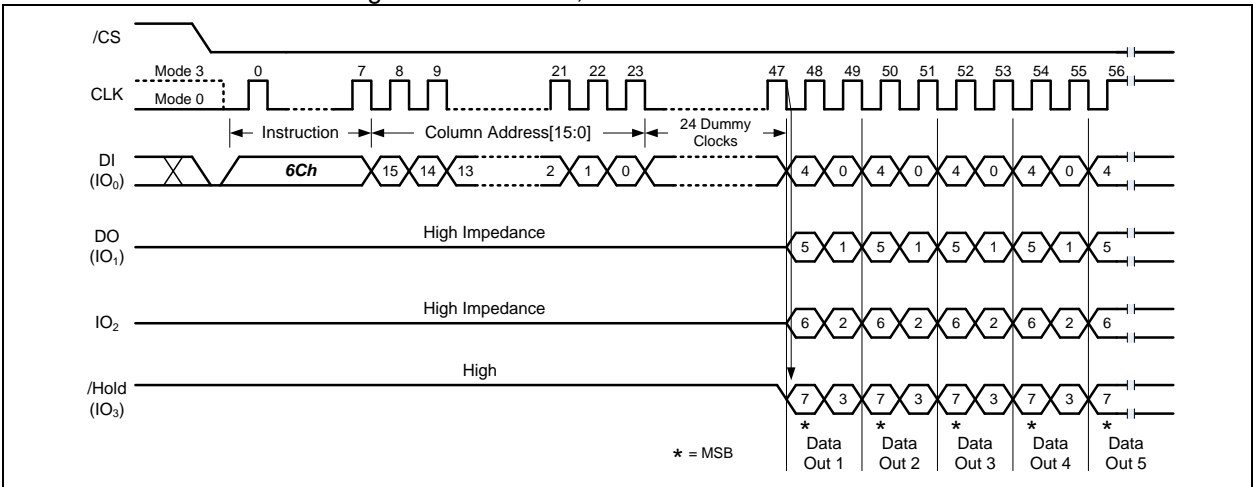 /CS
Mode 3 0 7 8 9 21 22 23 47 48 49 50 51 52 53 54 55 56
CLK
Mode 0
Instruction Column Address[15:0] 24 Dummy
Clocks
DI
(IO0) 6Ch 15 14 13 2 1 0 4 0 4 0 4 0 4 0 4
High Impedance
DO
(IO1) 5 1 5 1 5 1 5 1 5
High Impedance
IO2 6 2 6 2 6 2 6 2 6
High
/Hold
(IO3) 7 3 7 3 7 3 7 3 7
* * * * *
* = MSB
Data Data Data Data Data
Out 1 Out 2 Out 3 Out 4 Out 5